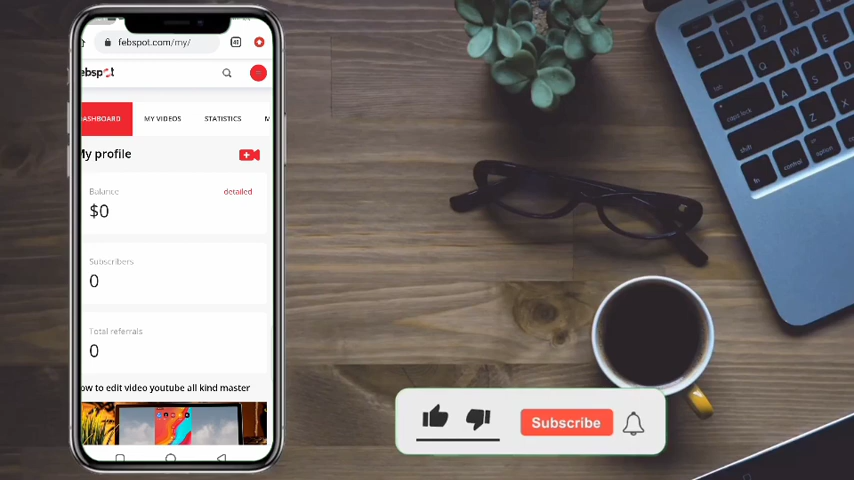 febspot.com/my/
ebspot
DASHBOARD
MY VIDEOS
STATISTICS
M
My profile
Balance
detailed
$0
Subscribers
0
Total referrals
0
ow to edit video youtube all kind master
Subscribe